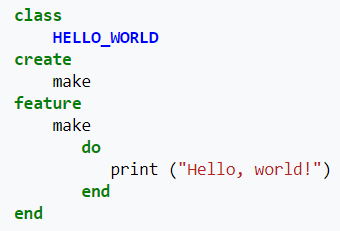 class
    HELLO_WORLD
create
    make
feature
    make
       do
          print ("Hello, world!")
       end
end